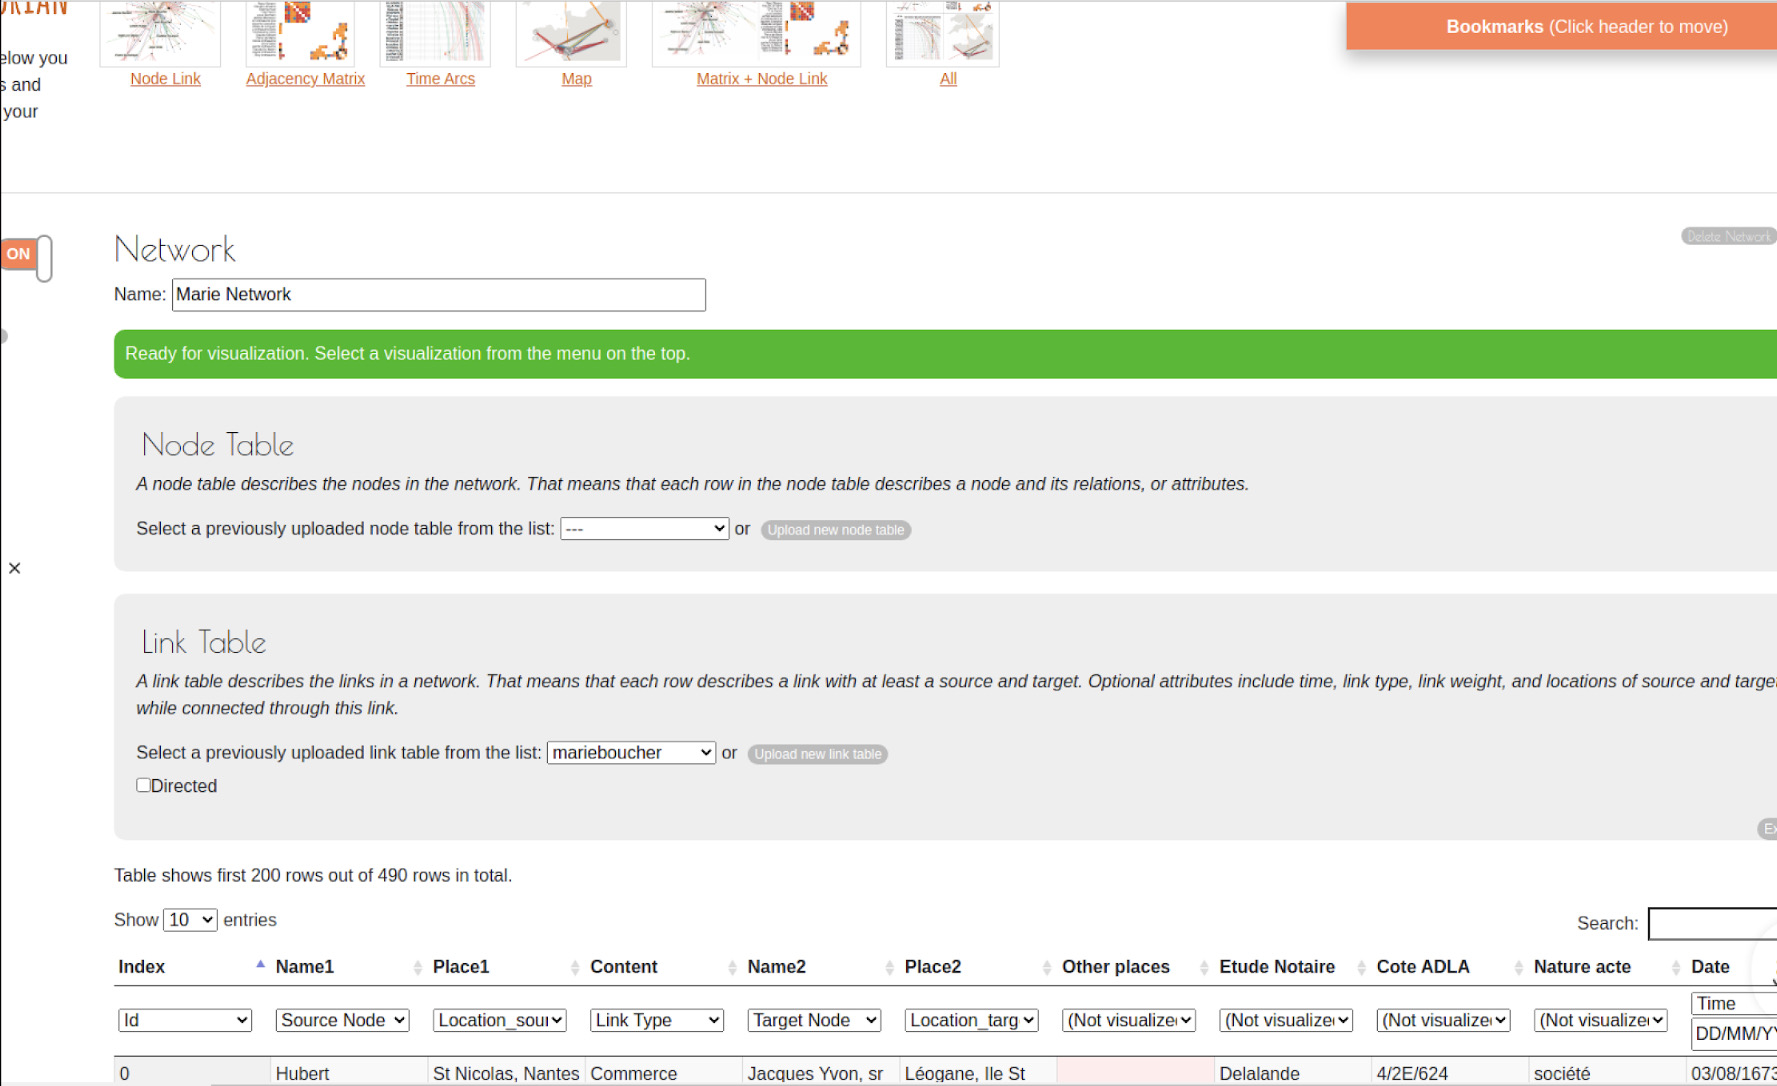 elow you
s and
your
Node Link
Adjacency Matrix
Time Arcs
Map
Matrix + Node Link
All
Bookmarks (Click header to move)
ON
Network
Delete Network
Name: Marie Network
Ready for visualization. Select a visualization from the menu on the top.
Node Table
A node table describes the nodes in the network. That means that each row in the node table describes a node and its relations, or attributes.
Select a previously uploaded node table from the list: --- or Upload new node table
×
Link Table
A link table describes the links in a network. That means that each row describes a link with at least a source and target. Optional attributes include time, link type, link weight, and locations of source and target
while connected through this link.
Select a previously uploaded link table from the list: marieboucher or Upload new link table
Directed
Ex
Table shows first 200 rows out of 490 rows in total.
Show 10 entries
Search:
Index Name1 Place1 Content Name2 Place2 Other places Etude Notaire Cote ADLA Nature acte Date
Time
Id Source Node Location_sour Link Type Target Node Location_targ (Not visualized (Not visualized (Not visualized (Not visualized
DD/MM/YY
0 Hubert St Nicolas, Nantes Commerce Jacques Yvon, sr Léogane, Ile St Delalande 4/2E/624 société 03/08/1673